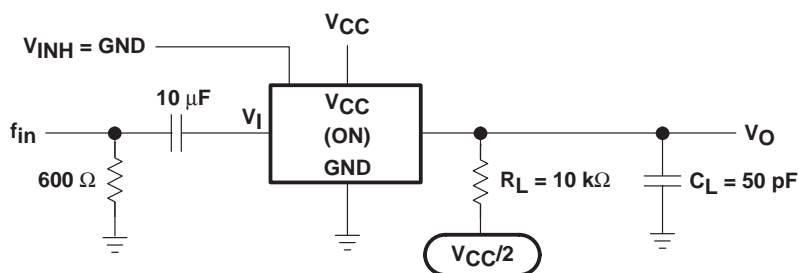 VCC
VINH = GND
10 μF
VI
VCC
(ON)
GND
fin
VO
600 Ω
RL = 10 kΩ
CL = 50 pF
VCC/2